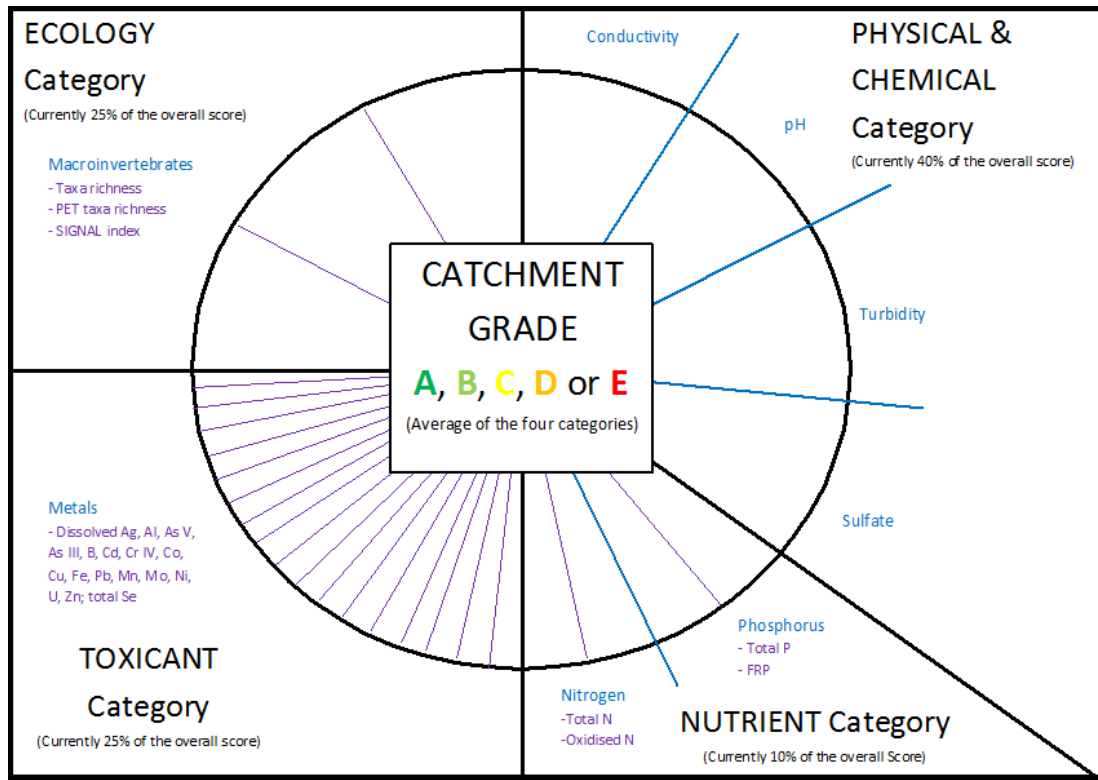 ECOLOGY
Category
(Currently 25% of the overall score)
Macroinvertebrates
- Taxa richness
- PET taxa richness
- SIGNAL index
Conductivity
pH
PHYSICAL &
CHEMICAL
Category
(Currently 40% of the overall score)
Turbidity
Sulfate
CATCHMENT
GRADE
A, B, C, D or E
(Average of the four categories)
Metals
- Dissolved Ag, Al, As V,
As III, B, Cd, Cr IV, Co,
Cu, Fe, Pb, Mn, Mo, Ni,
U, Zn; total Se
TOXICANT
Category
(Currently 25% of the overall score)
Phosphorus
- Total P
- FRP
Nitrogen
-Total N
-Oxidised N
NUTRIENT Category
(Currently 10% of the overall Score)